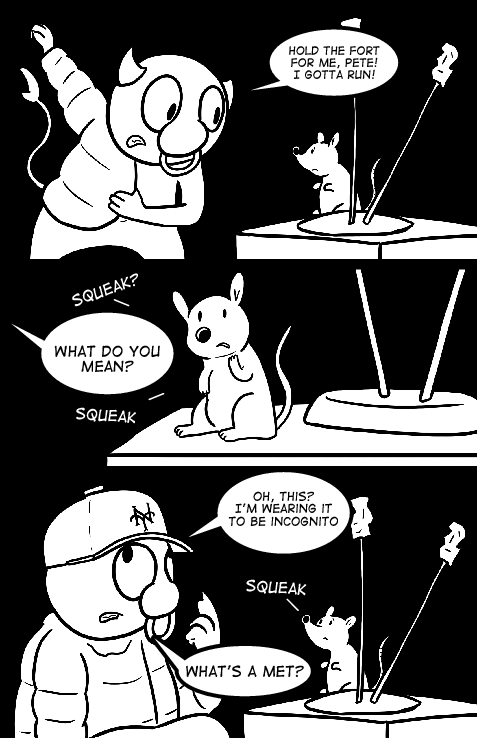 HOLD THE FORT
FOR ME, PETE!
I GOTTA RUN!
SQUEAK?
WHAT DO YOU
MEAN?
SQUEAK
NY
OH, THIS?
I'M WEARING IT
TO BE INCOGNITO
SQUEAK
WHAT'S A MET?